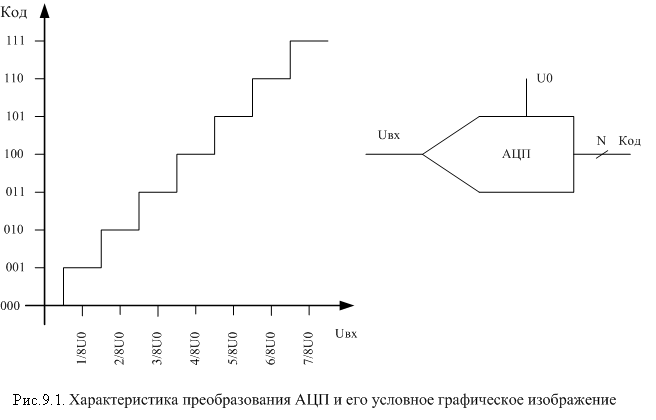 Код
111
110
101
100
011
010
001
000
1/8U0
2/8U0
3/8U0
4/8U0
5/8U0
6/8U0
7/8U0
Uвх
U0
Uвх
АЦП
N Код
Рис.9.1. Характеристика преобразования АЦП и его условное графическое изображение